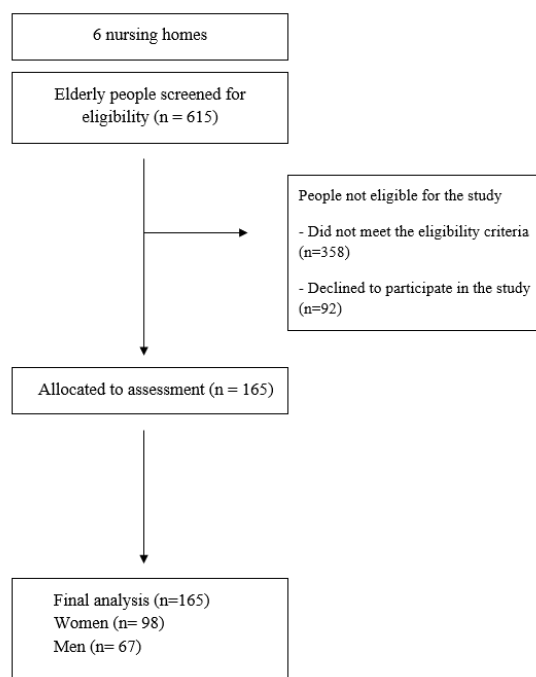 6 nursing homes
Elderly people screened for
eligibility (n = 615)
People not eligible for the study
- Did not meet the eligibility criteria
(n=358)
- Declined to participate in the study
(n=92)
Allocated to assessment (n = 165)
Final analysis (n=165)
Women (n= 98)
Men (n= 67)